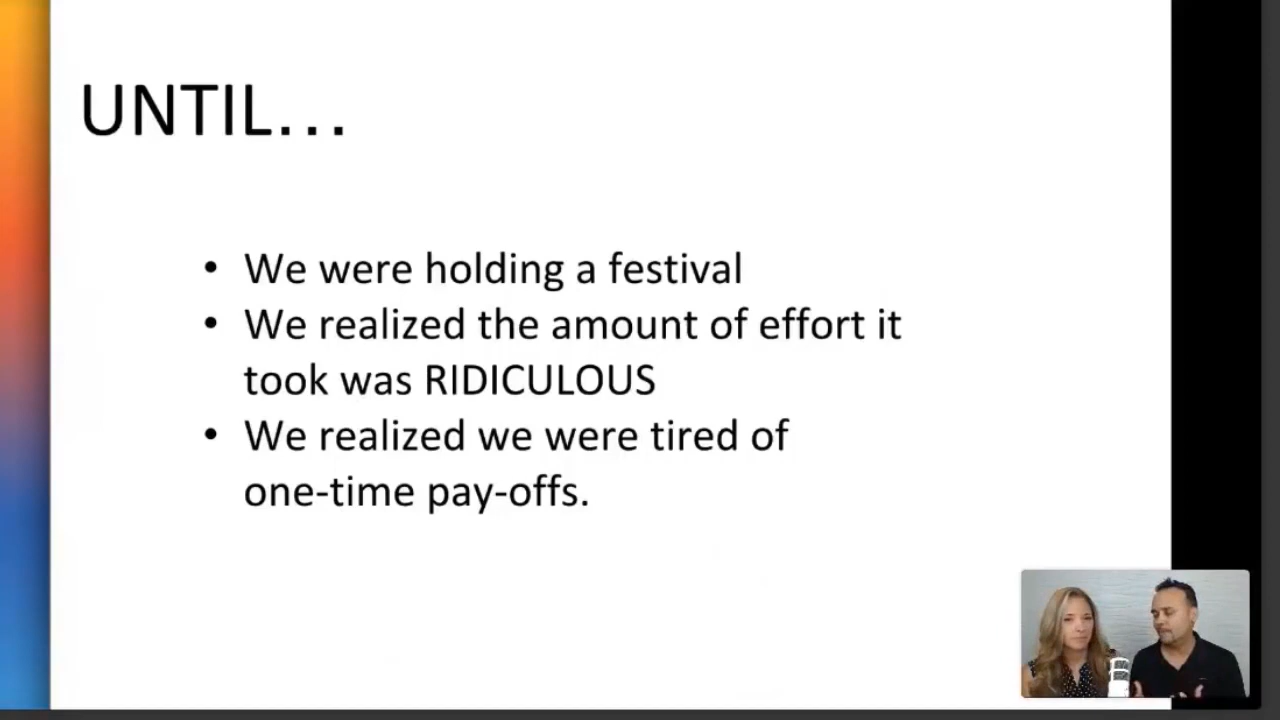 UNTIL...
• We were holding a festival
• We realized the amount of effort it
took was RIDICULOUS
• We realized we were tired of
one-time pay-offs.